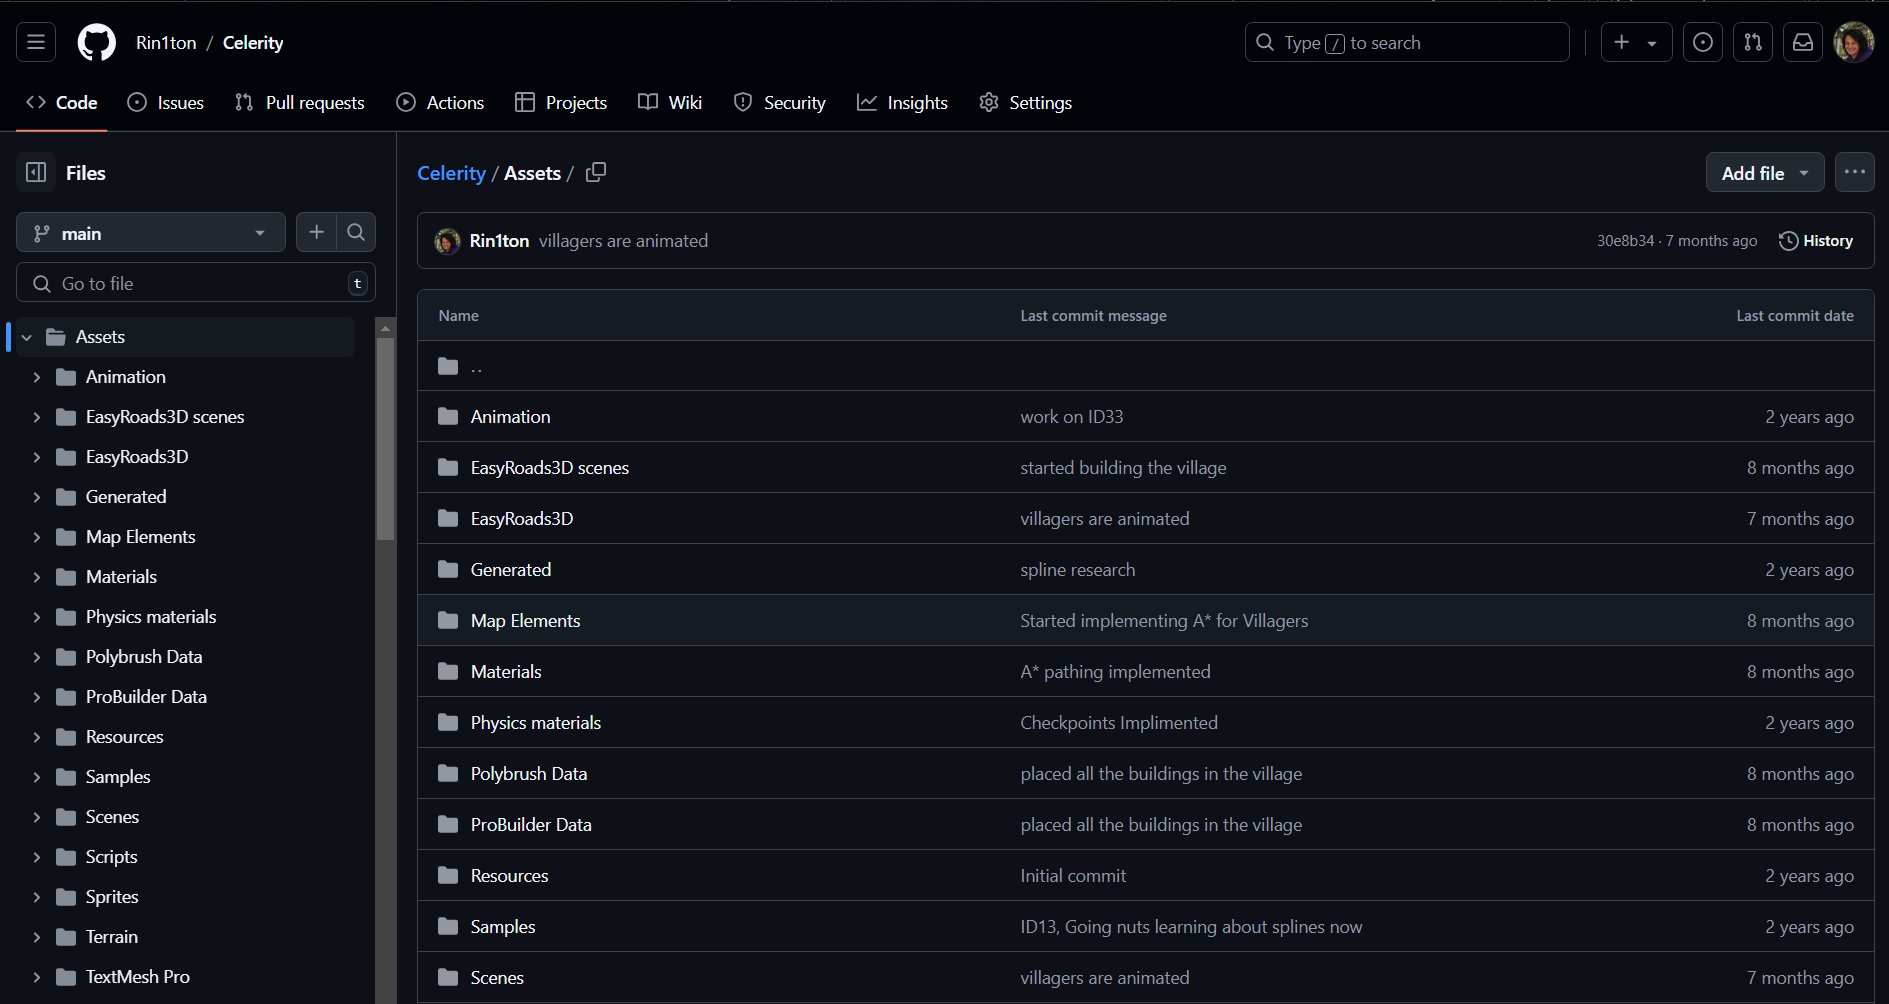 Rin1ton / Celerity
Type / to search
Code Issues Pull requests Actions Projects Wiki Security Insights Settings
Files
main
Go to file t
Assets
Animation
EasyRoads3D scenes
EasyRoads3D
Generated
Map Elements
Materials
Physics materials
Polybrush Data
ProBuilder Data
Resources
Samples
Scenes
Scripts
Sprites
Terrain
TextMesh Pro
Celerity / Assets /
Add file
Rin1ton villagers are animated 30e8b34 · 7 months ago History
Name Last commit message Last commit date
..
Animation work on ID33 2 years ago
EasyRoads3D scenes started building the village 8 months ago
EasyRoads3D villagers are animated 7 months ago
Generated spline research 2 years ago
Map Elements Started implementing A* for Villagers 8 months ago
Materials A* pathing implemented 8 months ago
Physics materials Checkpoints Implimented 2 years ago
Polybrush Data placed all the buildings in the village 8 months ago
ProBuilder Data placed all the buildings in the village 8 months ago
Resources Initial commit 2 years ago
Samples ID13, Going nuts learning about splines now 2 years ago
Scenes villagers are animated 7 months ago